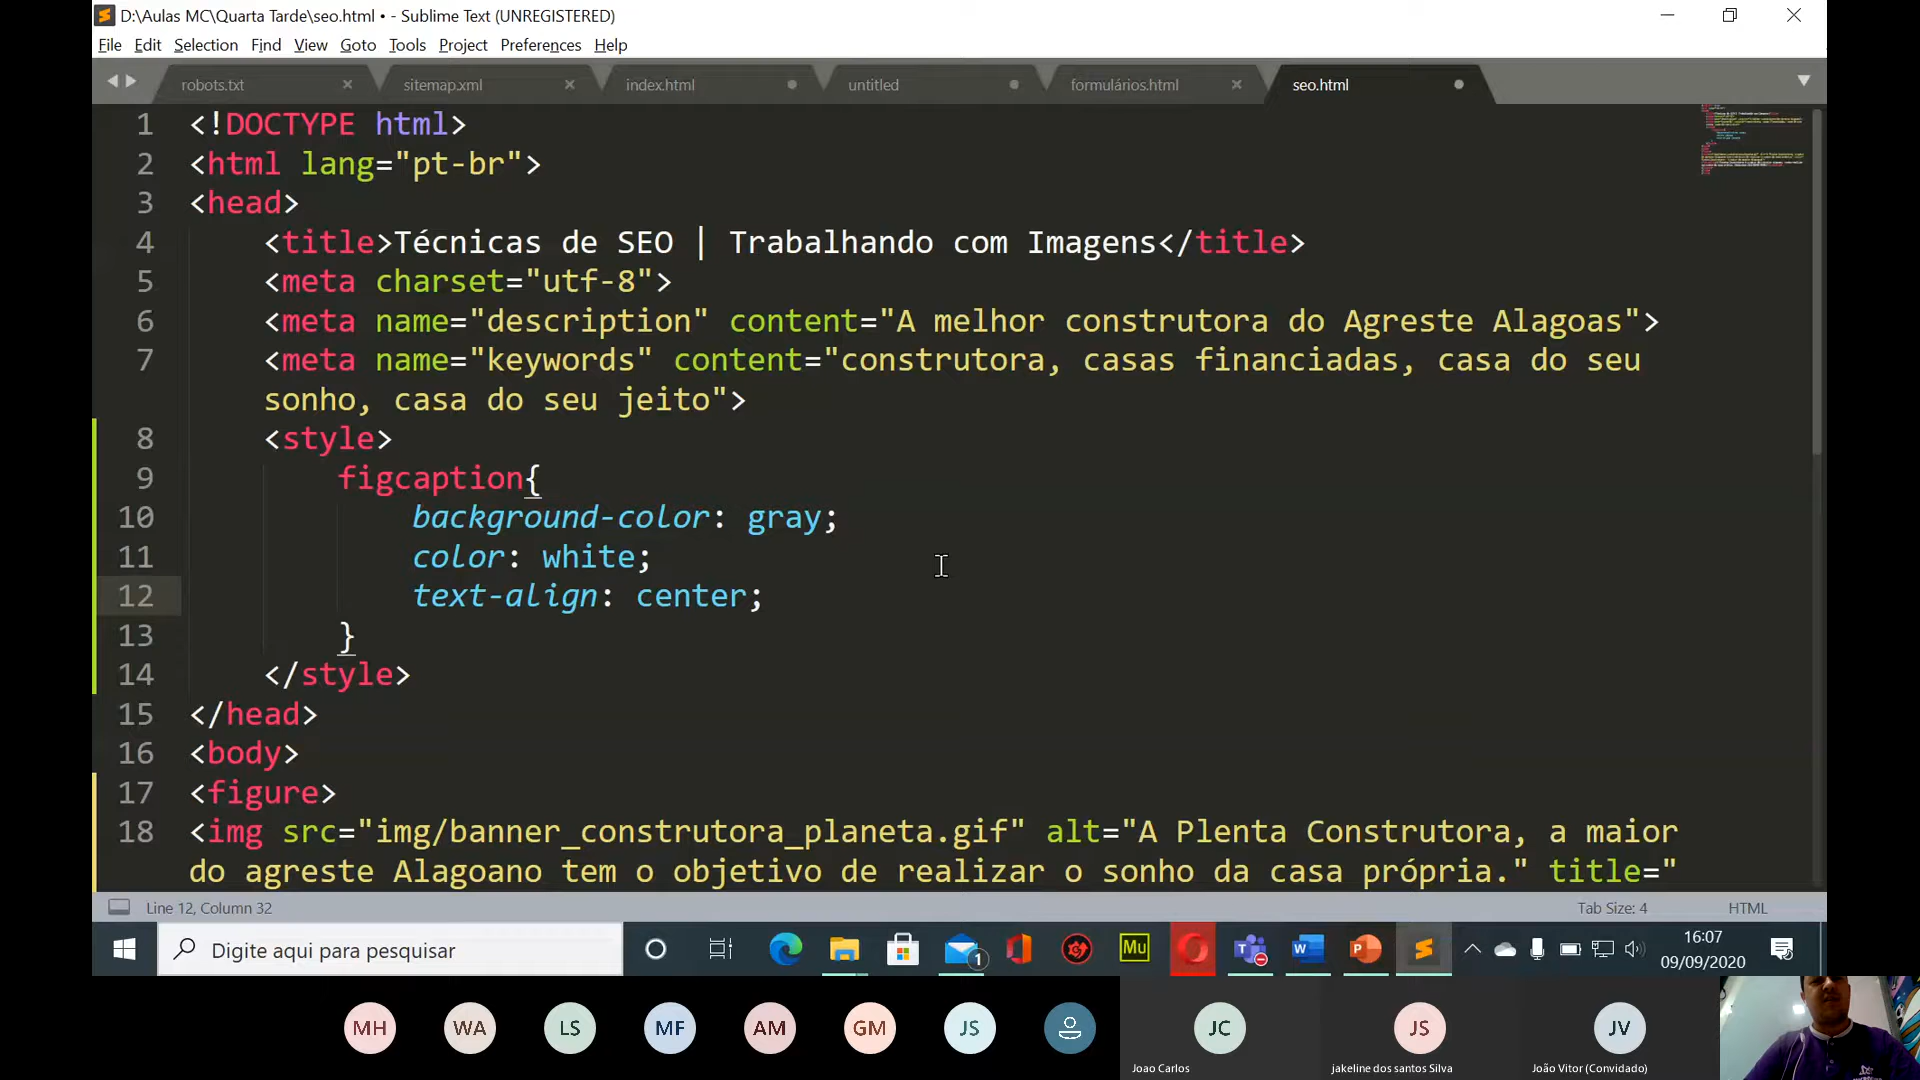 D:\Aulas MC\Quarta Tarde\seo.html • - Sublime Text (UNREGISTERED)
File Edit Selection Find View Goto Tools Project Preferences Help
robots.txt sitemap.xml index.html untitled formulários.html seo.html
1 <!DOCTYPE html>
2 <html lang="pt-br">
3 <head>
4 <title>Técnicas de SEO | Trabalhando com Imagens</title>
5 <meta charset="utf-8">
6 <meta name="description" content="A melhor construtora do Agreste Alagoas">
7 <meta name="keywords" content="construtora, casas financiadas, casa do seu
sonho, casa do seu jeito">
8 <style>
9 figcaption{
10 background-color: gray;
11 color: white;
12 text-align: center;
13 }
14 </style>
15 </head>
16 <body>
17 <figure>
18 <img src="img/banner_construtora_planeta.gif" alt="A Plenta Construtora, a maior
do agreste Alagoano tem o objetivo de realizar o sonho da casa própria." title="
Line 12, Column 32 Tab Size: 4 HTML
Digite aqui para pesquisar
1
Mu
16:07
09/09/2020
MH WA LS MF AM GM JS JC JS JV
Joao Carlos jakeline dos santos Silva João Vitor (Convidado)